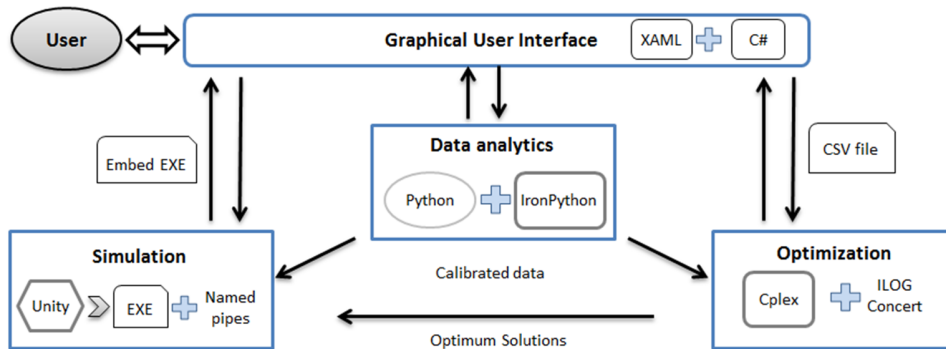 User
Graphical User Interface
XAML
C#
Embed EXE
Data analytics
Python
IronPython
CSV file
Simulation
Unity
EXE
Named
pipes
Calibrated data
Optimization
Cplex
ILOG
Concert
Optimum Solutions